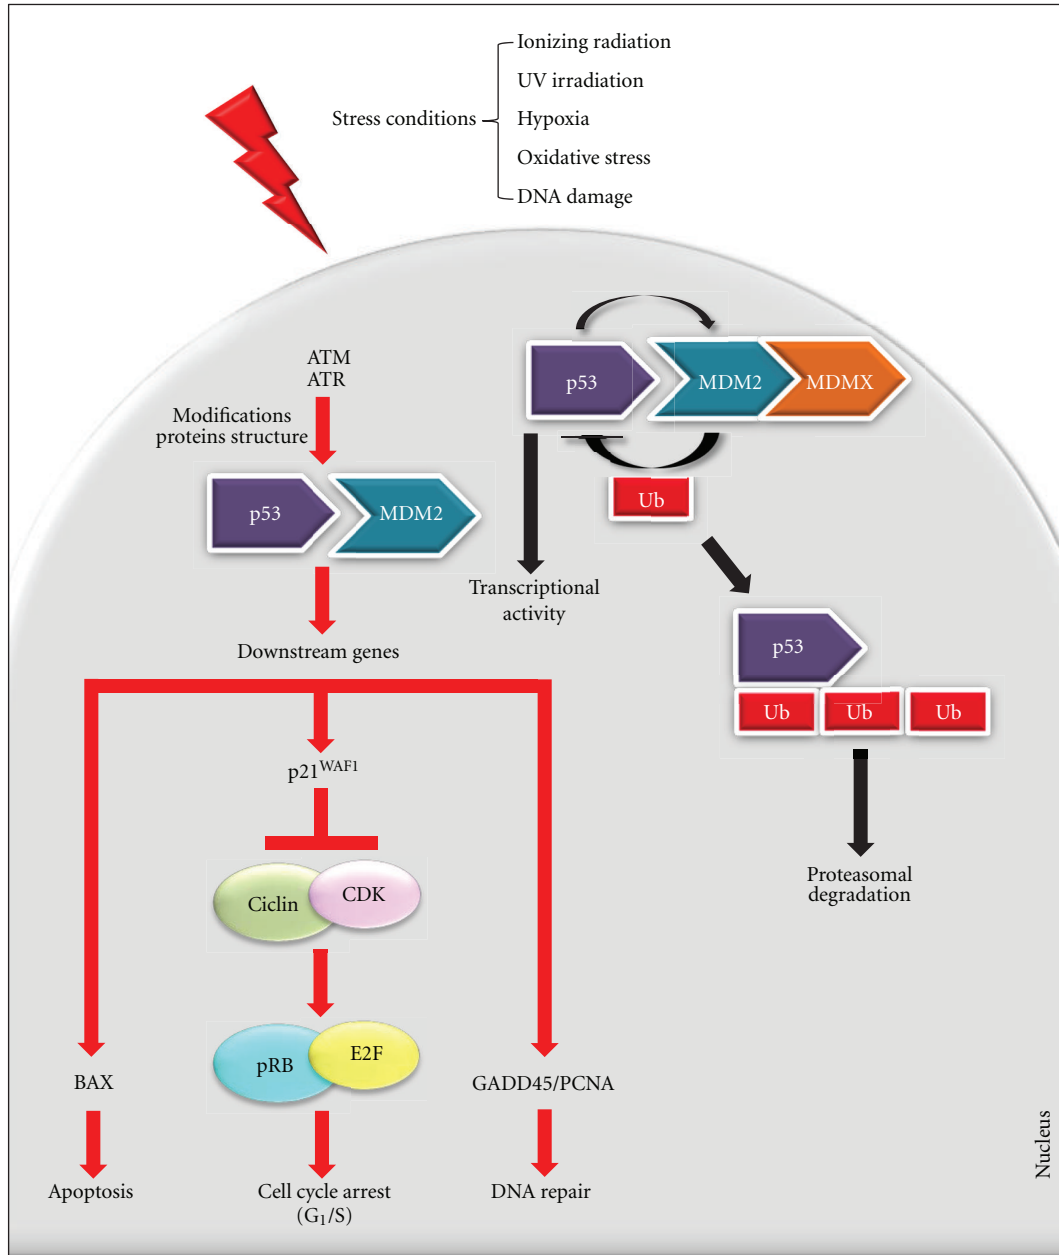 Stress conditions
Ionizing radiation
UV irradiation
Hypoxia
Oxidative stress
DNA damage
ATM
ATR
Modifications
proteins structure
p53
MDM2
Downstream genes
p53
MDM2
MDMX
Ub
Transcriptional
activity
p53
Ub
Ub
Ub
Proteasomal
degradation
p21WAF1
Ciclin
CDK
pRB
E2F
BAX
GADD45/PCNA
Apoptosis
Cell cycle arrest
(G1/S)
DNA repair
Nucleus